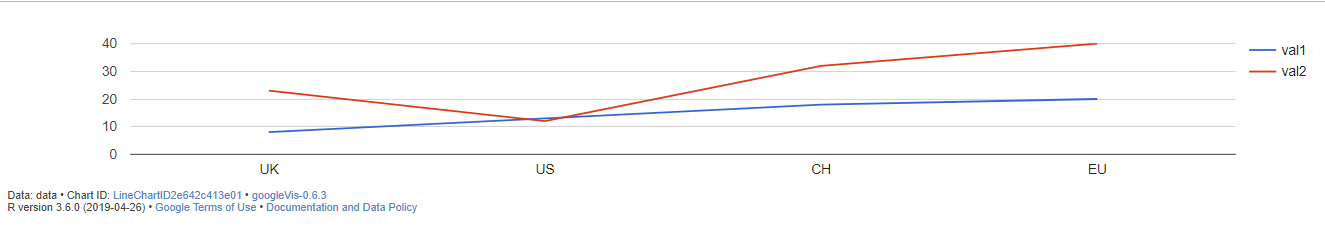 40
30
20
10
0
UK US CH EU
val1
val2
Data: data • Chart ID: LineChartID2e642c413e01 • googleVis-0.6.3
R version 3.6.0 (2019-04-26) • Google Terms of Use • Documentation and Data Policy